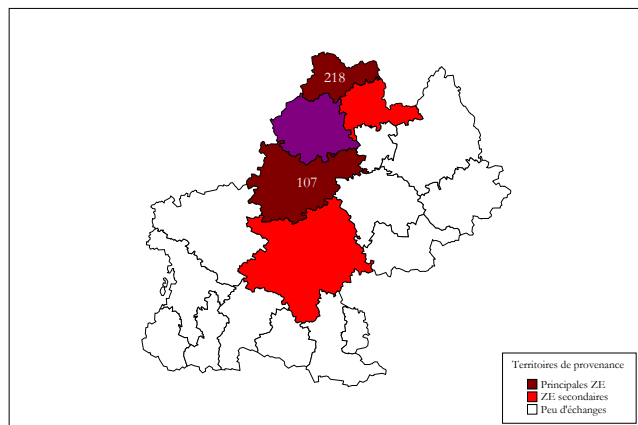 218
107
Territoires de provenance
Principales ZE
ZE secondaires
Peu d'échanges